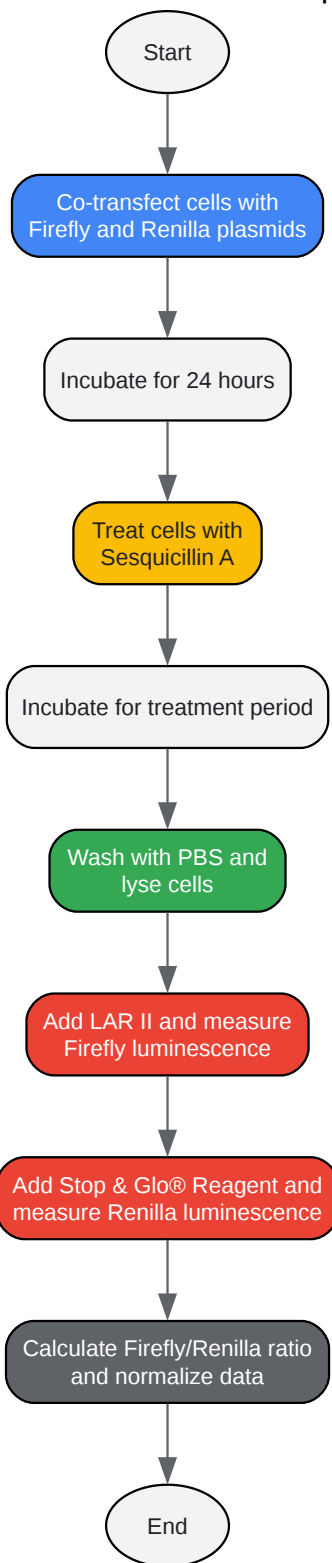 Start
Co-transfect cells with
Firefly and Renilla plasmids
Incubate for 24 hours
Treat cells with
Sesquicillin A
Incubate for treatment period
Wash with PBS and
lyse cells
Add LAR II and measure
Firefly luminescence
Add Stop & Glo® Reagent and
measure Renilla luminescence
Calculate Firefly/Renilla ratio
and normalize data
End